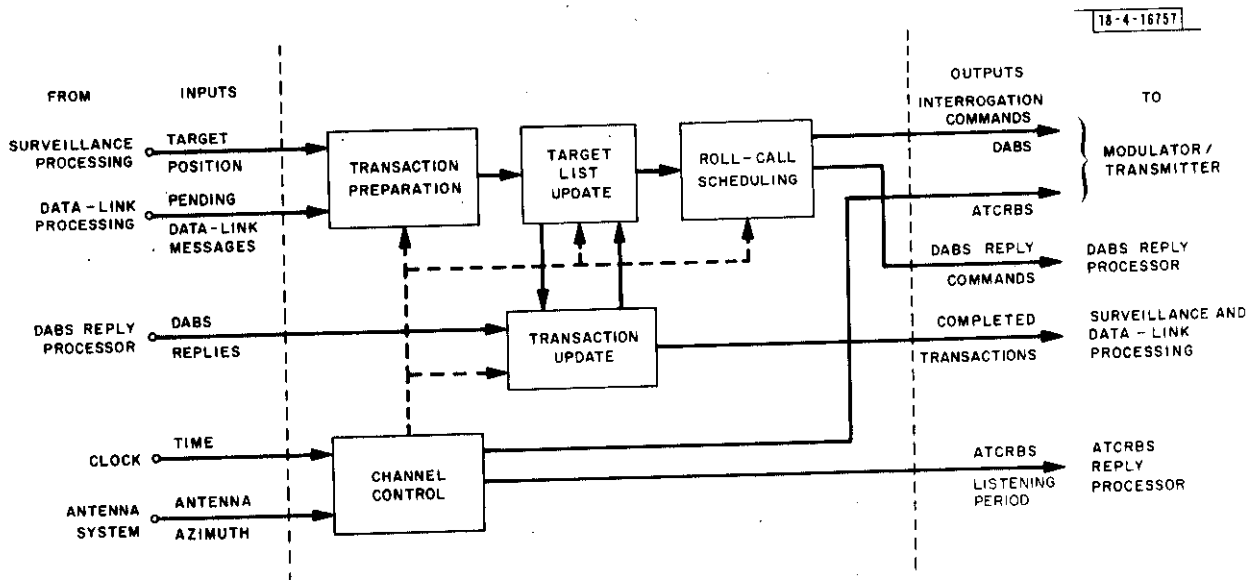 18-4-16757
FROM
INPUTS
OUTPUTS
TO
SURVEILLANCE
PROCESSING
TARGET
POSITION
DATA-LINK
PROCESSING
PENDING
DATA-LINK
MESSAGES
TRANSACTION
PREPARATION
TARGET
LIST
UPDATE
ROLL-CALL
SCHEDULING
INTERROGATION
COMMANDS
DABS
ATCRBS
MODULATOR/
TRANSMITTER
DABS REPLY
COMMANDS
DABS REPLY
PROCESSOR
DABS REPLY
PROCESSOR
DABS
REPLIES
TRANSACTION
UPDATE
COMPLETED
TRANSACTIONS
SURVEILLANCE AND
DATA-LINK
PROCESSING
CLOCK
TIME
ANTENNA
SYSTEM
ANTENNA
AZIMUTH
CHANNEL
CONTROL
ATCRBS
LISTENING
PERIOD
ATCRBS
REPLY
PROCESSOR